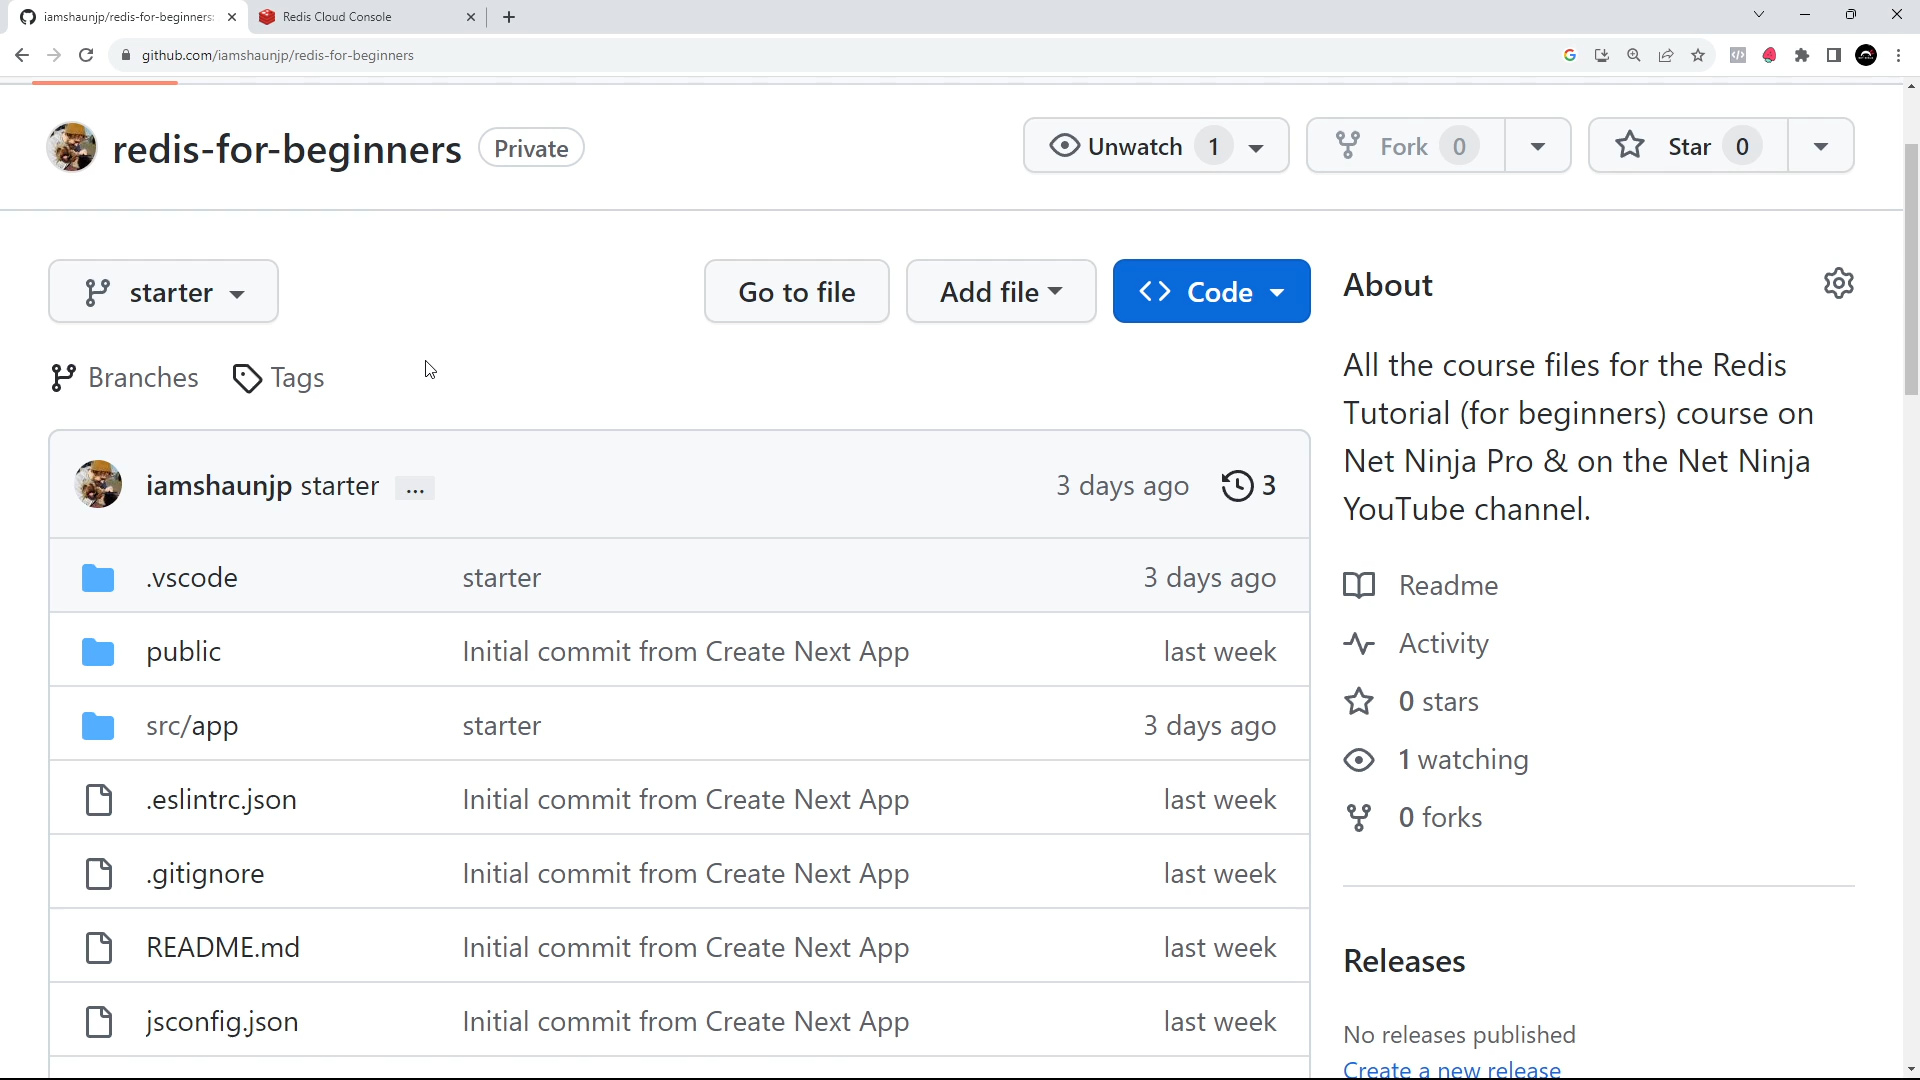 iamshaunjp/redis-for-beginners:
Redis Cloud Console
github.com/iamshaunjp/redis-for-beginners
redis-for-beginners
Private
Unwatch 1
Fork 0
Star 0
starter
Go to file
Add file
Code
About
Branches
Tags
All the course files for the Redis
Tutorial (for beginners) course on
Net Ninja Pro & on the Net Ninja
YouTube channel.
iamshaunjp starter ...
3 days ago
3
.vscode starter 3 days ago
public Initial commit from Create Next App last week
src/app starter 3 days ago
.eslintrc.json Initial commit from Create Next App last week
.gitignore Initial commit from Create Next App last week
README.md Initial commit from Create Next App last week
jsconfig.json Initial commit from Create Next App last week
Readme
Activity
0 stars
1 watching
0 forks
Releases
No releases published
Create a new release